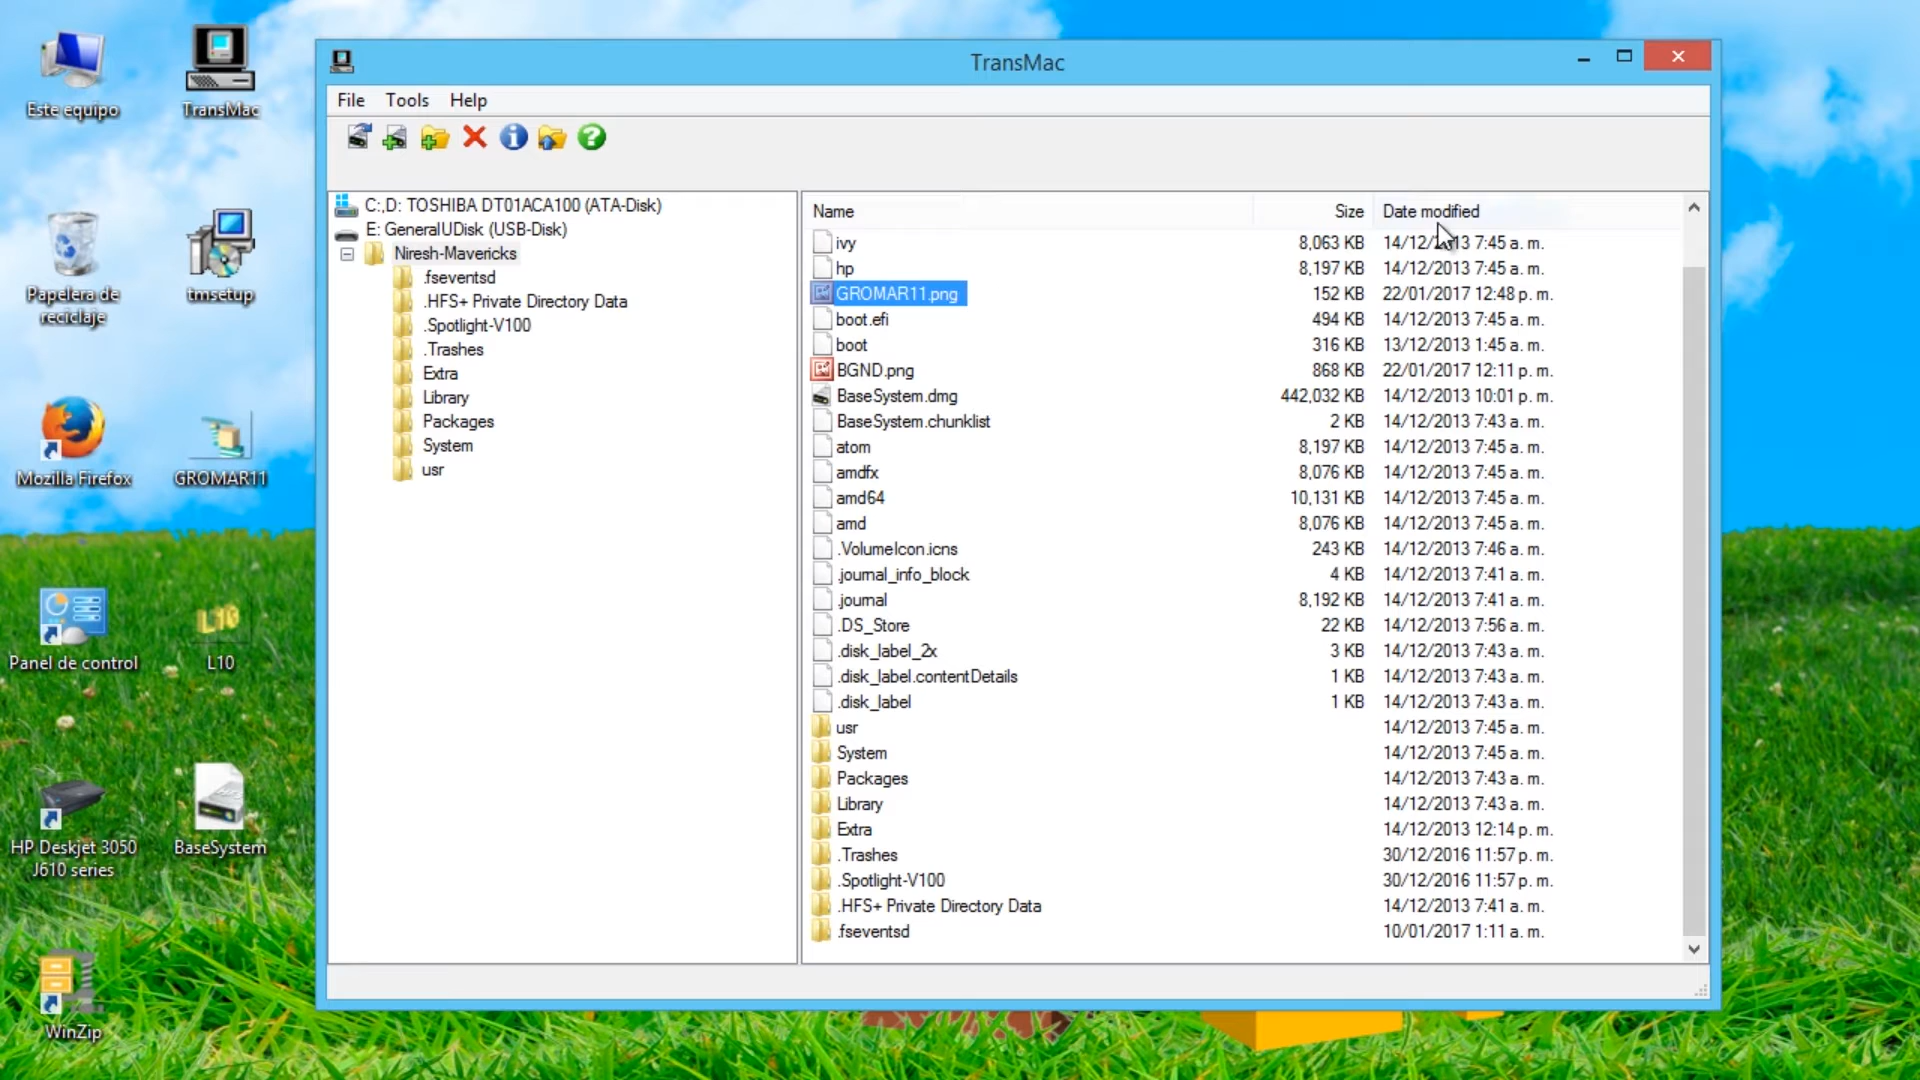 Este equipo
TransMac
Papelera de
reciclaje
tmsetup
Mozilla Firefox
GROMAR11
Panel de control
L10
L10
HP Deskjet 3050
J610 series
BaseSystem
WinZip
TransMac
File Tools Help
C:,D: TOSHIBA DT01ACA100 (ATA-Disk)
E: GeneralUDisk (USB-Disk)
Niresh-Mavericks
.fseventsd
.HFS+ Private Directory Data
.Spotlight-V100
.Trashes
Extra
Library
Packages
System
usr
Name Size Date modified
ivy 8,063 KB 14/12/2013 7:45 a. m.
hp 8,197 KB 14/12/2013 7:45 a. m.
GROMAR11.png 152 KB 22/01/2017 12:48 p. m.
boot.efi 494 KB 14/12/2013 7:45 a. m.
boot 316 KB 13/12/2013 1:45 a. m.
BGND.png 868 KB 22/01/2017 12:11 p. m.
BaseSystem.dmg 442,032 KB 14/12/2013 10:01 p. m.
BaseSystem.chunklist 2 KB 14/12/2013 7:43 a. m.
atom 8,197 KB 14/12/2013 7:45 a. m.
amdfx 8,076 KB 14/12/2013 7:45 a. m.
amd64 10,131 KB 14/12/2013 7:45 a. m.
amd 8,076 KB 14/12/2013 7:45 a. m.
.VolumeIcon.icns 243 KB 14/12/2013 7:46 a. m.
.journal_info_block 4 KB 14/12/2013 7:41 a. m.
.journal 8,192 KB 14/12/2013 7:41 a. m.
.DS_Store 22 KB 14/12/2013 7:56 a. m.
.disk_label_2x 3 KB 14/12/2013 7:43 a. m.
.disk_label.contentDetails 1 KB 14/12/2013 7:43 a. m.
.disk_label 1 KB 14/12/2013 7:43 a. m.
usr 14/12/2013 7:45 a. m.
System 14/12/2013 7:45 a. m.
Packages 14/12/2013 7:43 a. m.
Library 14/12/2013 7:43 a. m.
Extra 14/12/2013 12:14 p. m.
.Trashes 30/12/2016 11:57 p. m.
.Spotlight-V100 30/12/2016 11:57 p. m.
.HFS+ Private Directory Data 14/12/2013 7:41 a. m.
.fseventsd 10/01/2017 1:11 a. m.